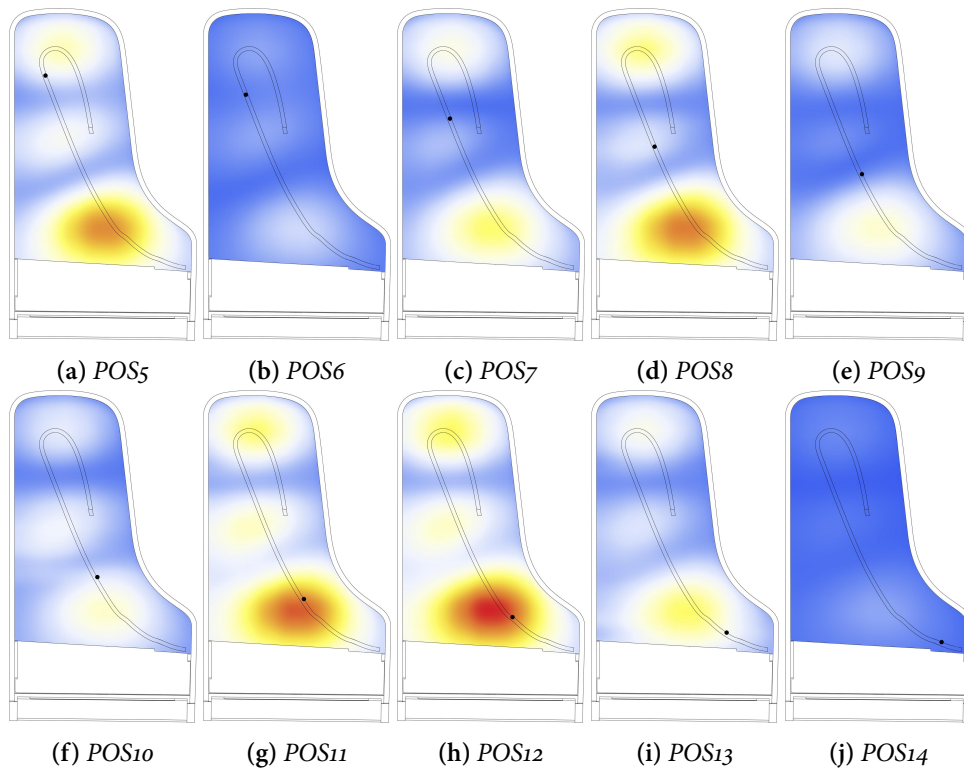 (a) POS5 (b) POS6 (c) POS7 (d) POS8 (e) POS9
(f) POS10 (g) POS11 (h) POS12 (i) POS13 (j) POS14